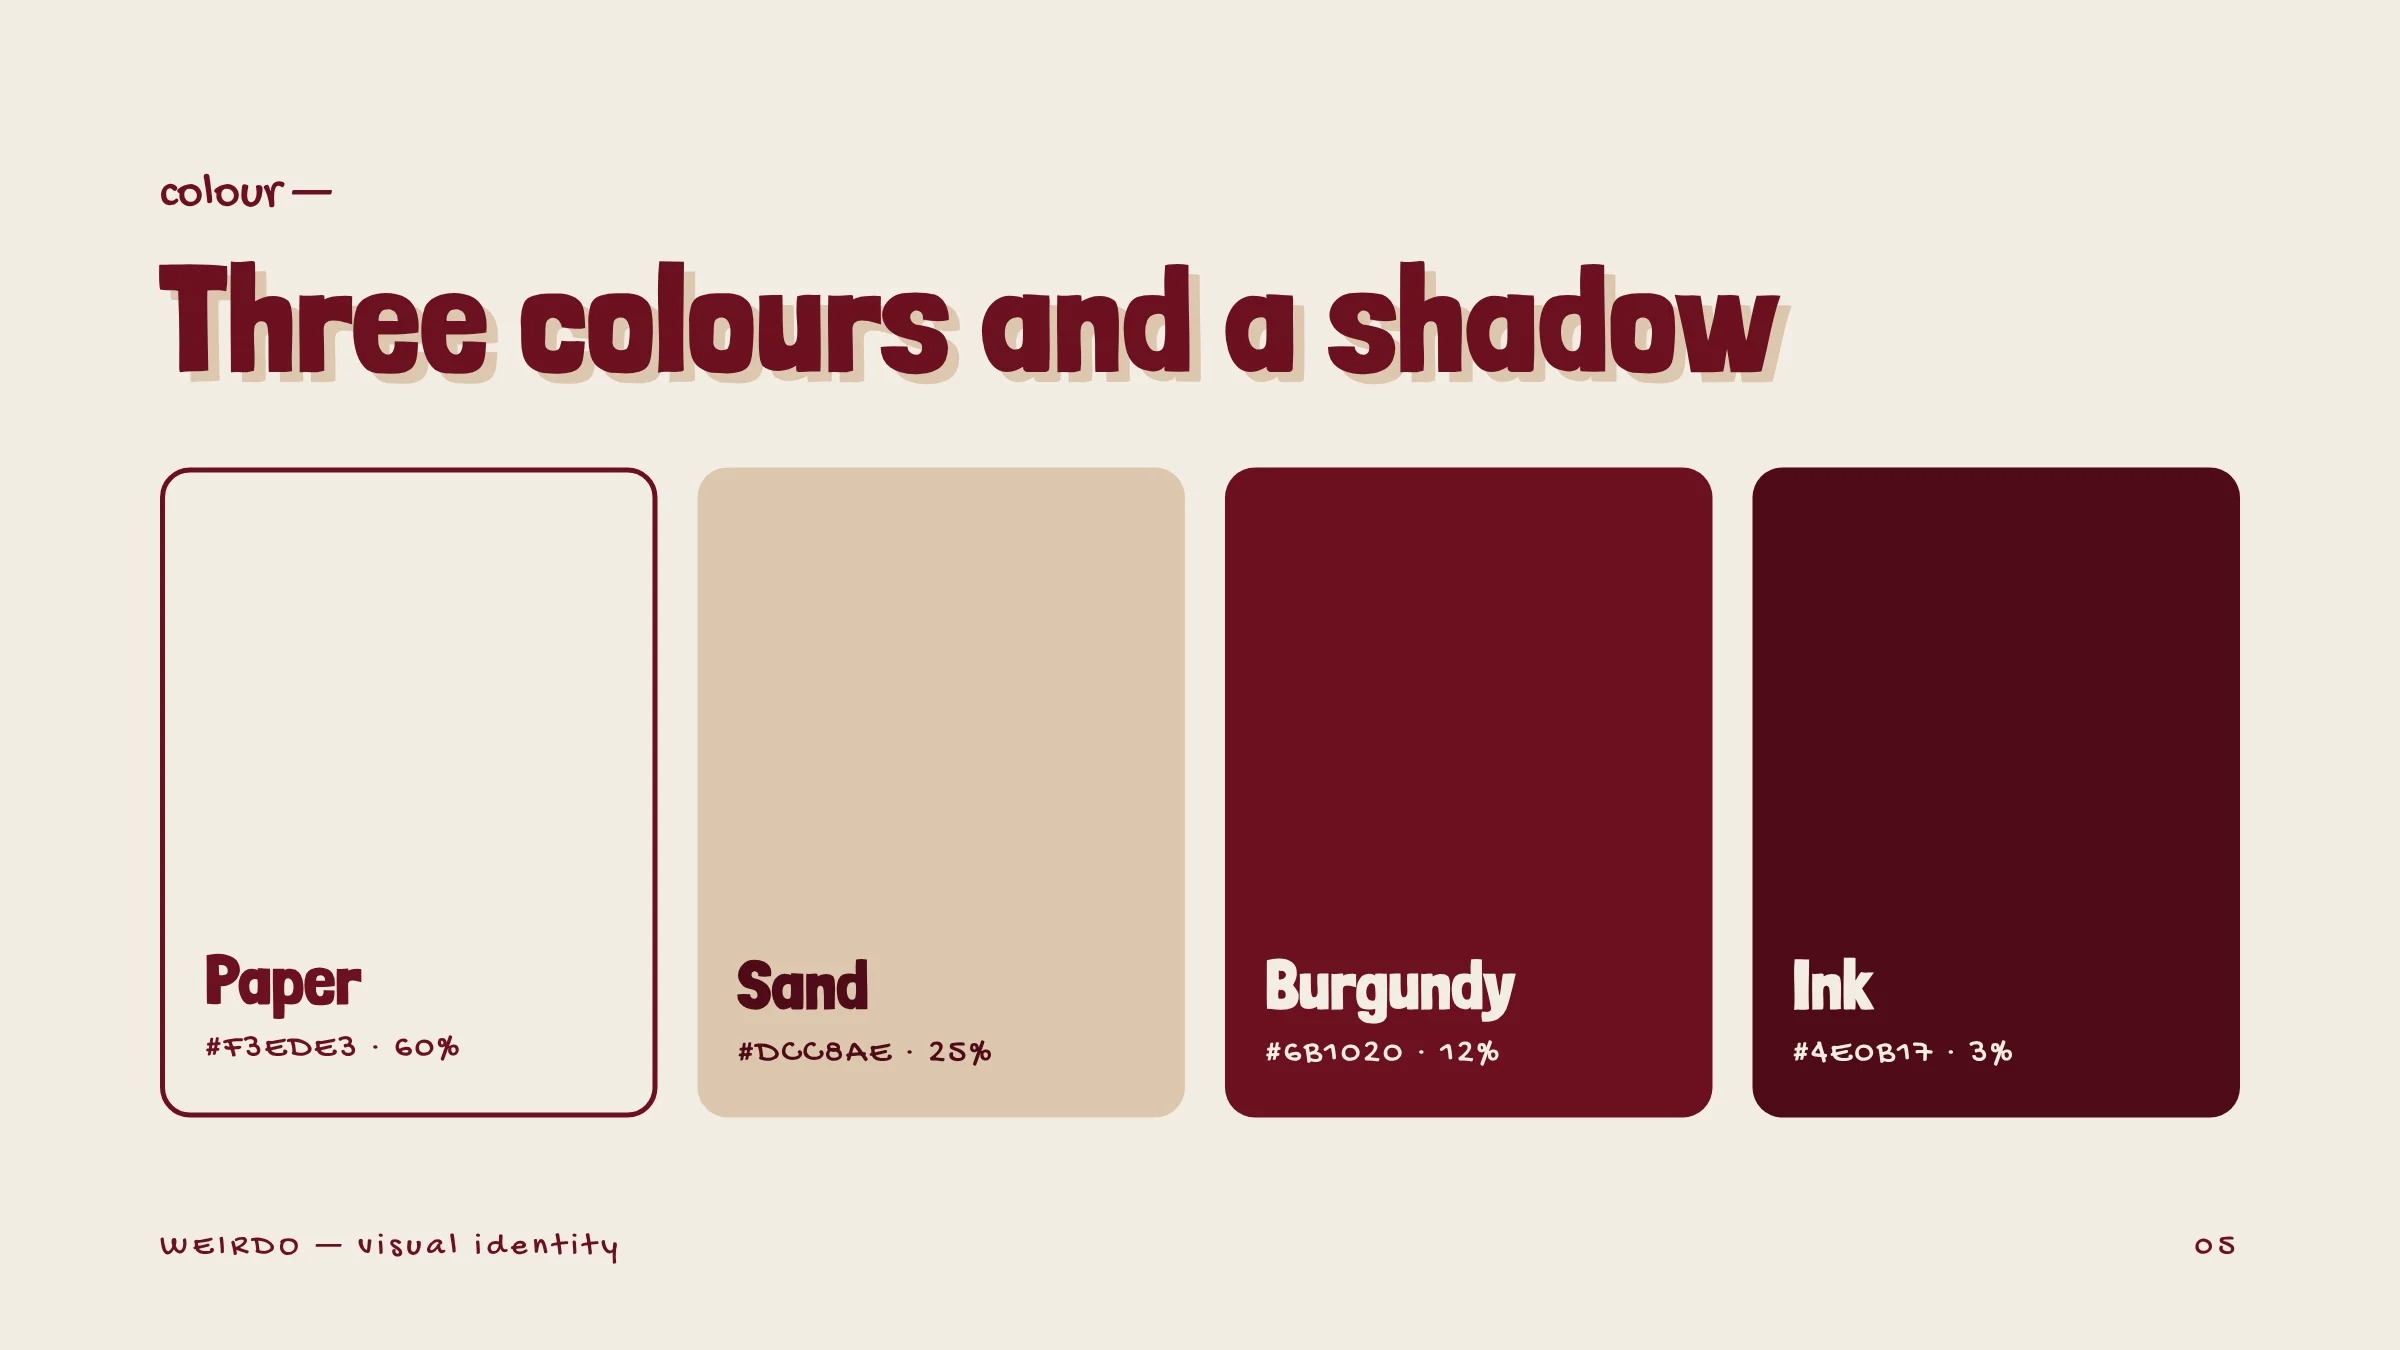 colour —
Three colours and a shadow
Paper
#F3EDE3 · 60%
Sand
#DCC8AE · 25%
Burgundy
#6B1020 · 12%
Ink
#4E0B17 · 3%
WEIRDO — visual identity
05